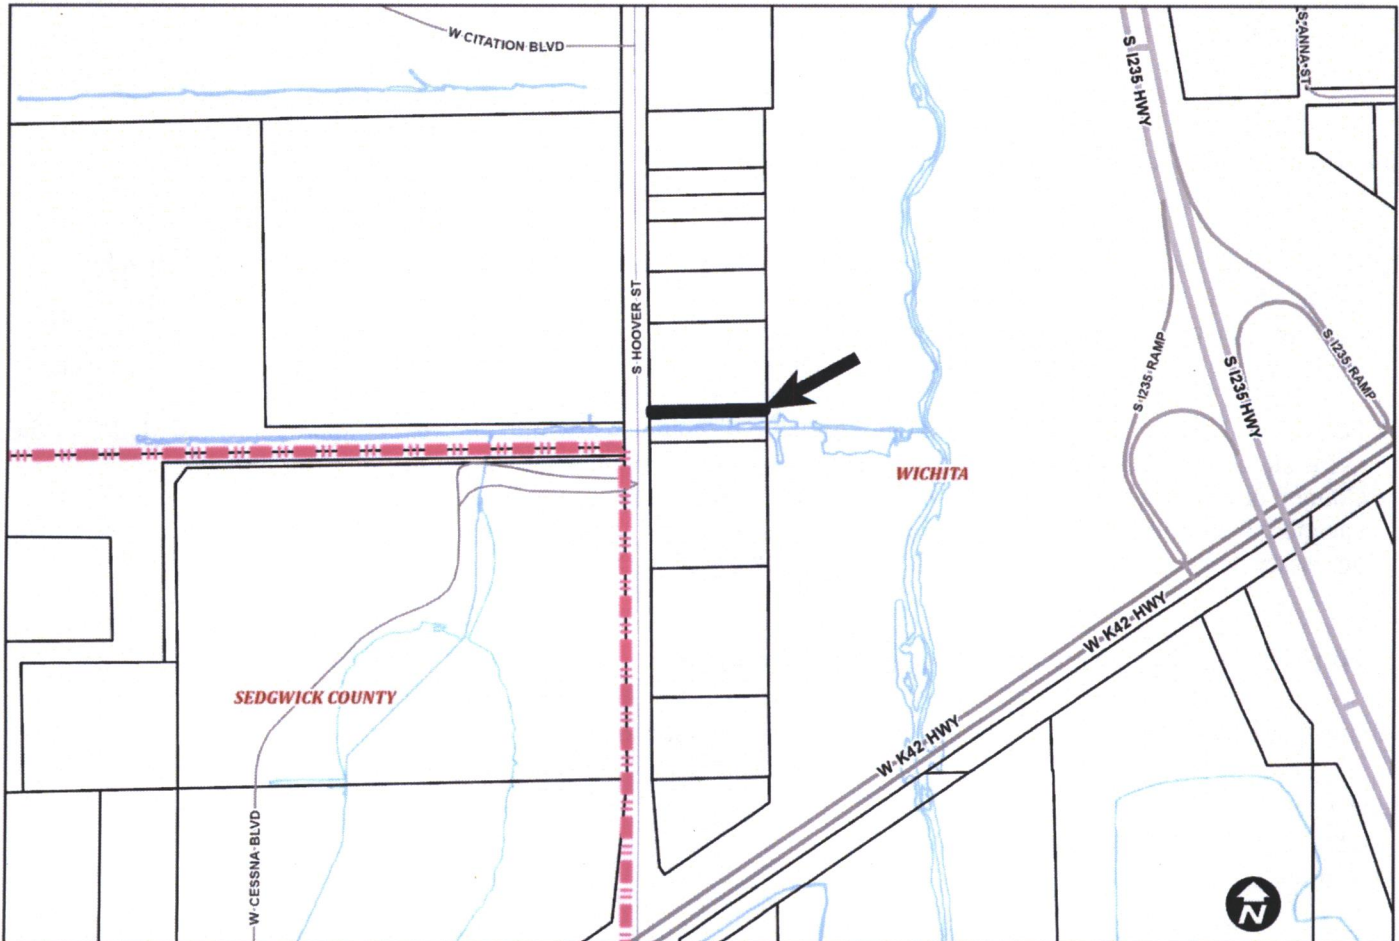 W CITATION BLVD
S I235 HWY
S ANNA ST
S HOOVER ST
S I235 RAMP
S I235 HWY
S I235 RAMP
WICHITA
W K42 HWY
SEDGWICK COUNTY
W K42 HWY
W CESSNA BLVD
N